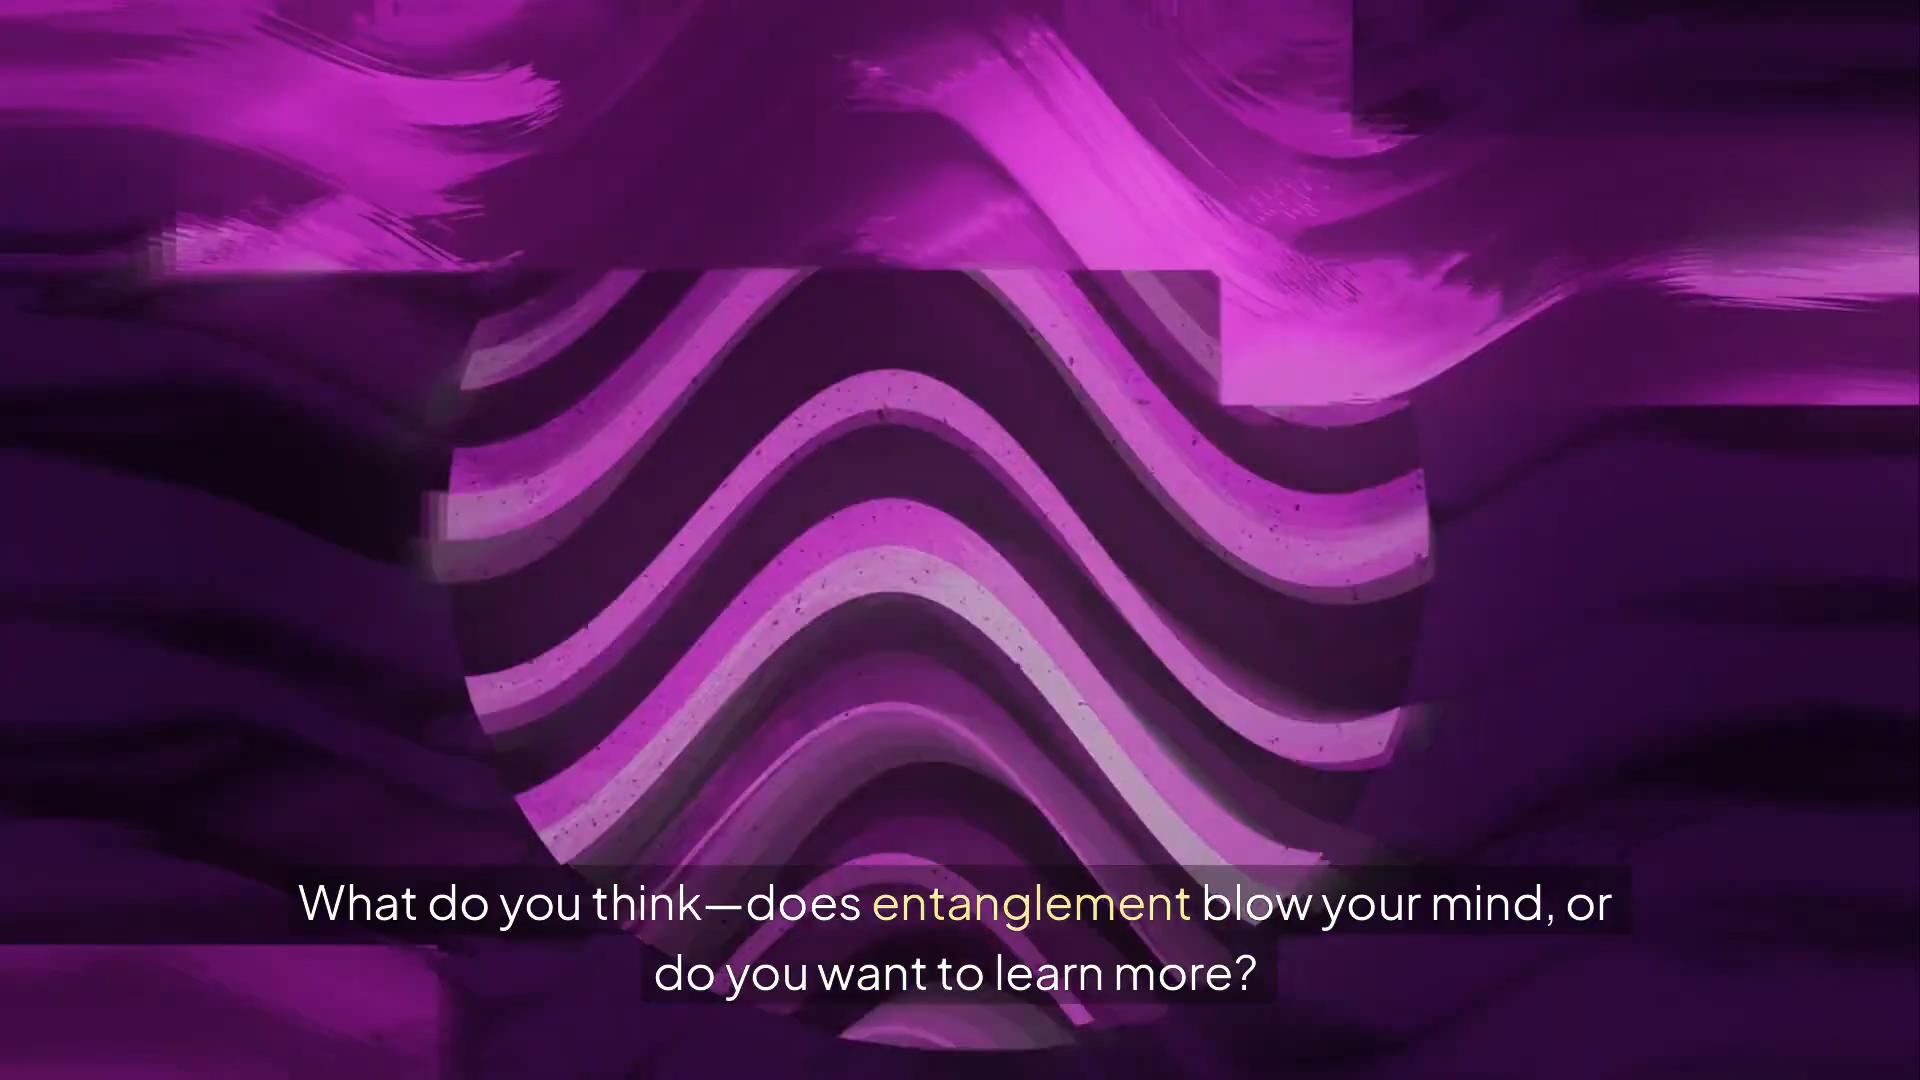 What do you think—does entanglement blow your mind, or
do you want to learn more?